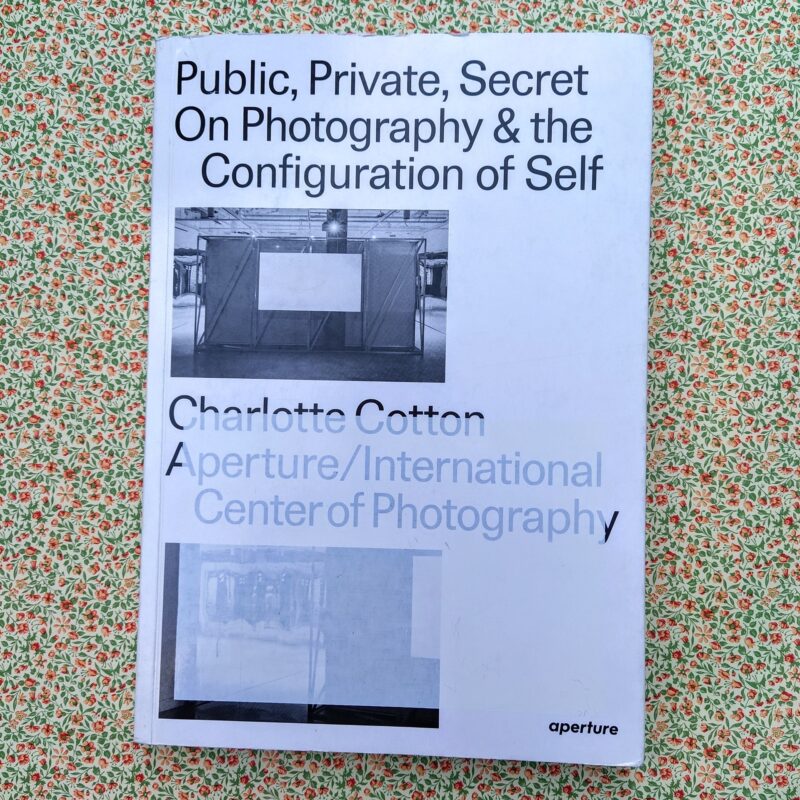 Public, Private, Secret
On Photography & the
Configuration of Self
Charlotte Cotton
Aperture/International
Center of Photography
aperture